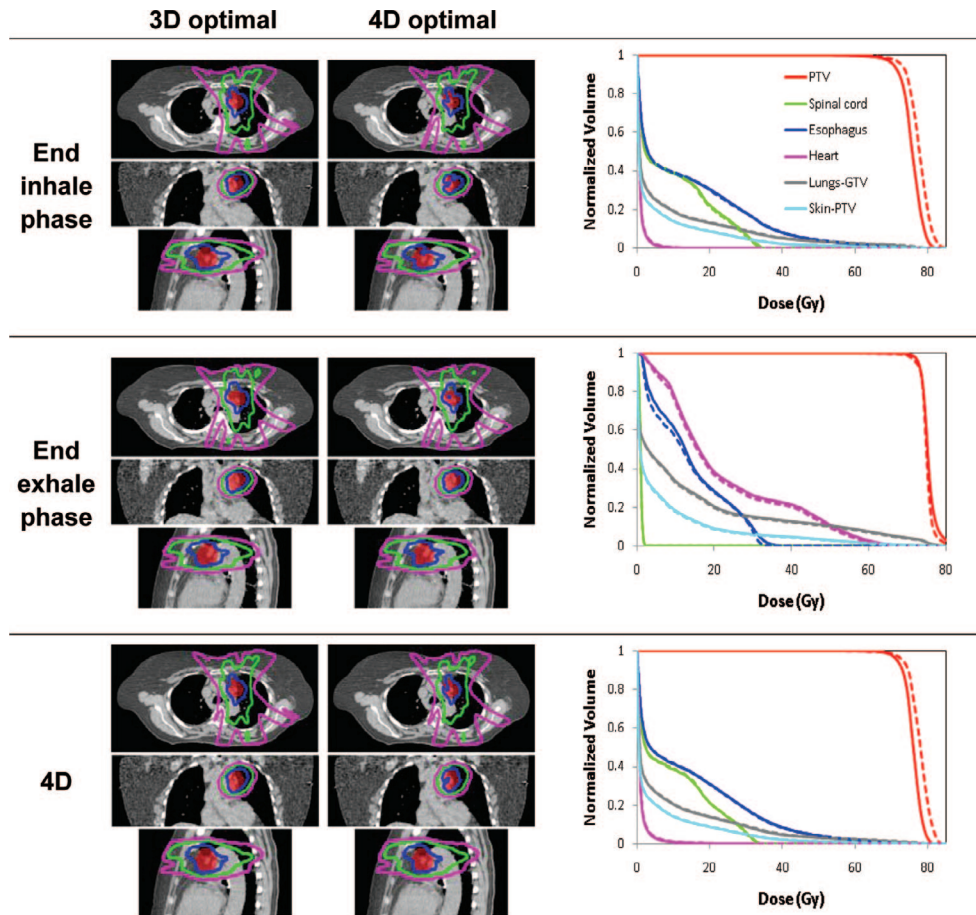 3D optimal 4D optimal
End
inhale
phase
Normalized Volume
1
0.8
0.6
0.4
0.2
0
0 20 40 60 80
Dose (Gy)
PTV
Spinal cord
Esophagus
Heart
Lungs-GTV
Skin-PTV
End
exhale
phase
Normalized Volume
1
0.8
0.6
0.4
0.2
0
0 20 40 60 80
Dose (Gy)
4D
Normalized Volume
1
0.8
0.6
0.4
0.2
0
0 20 40 60 80
Dose (Gy)